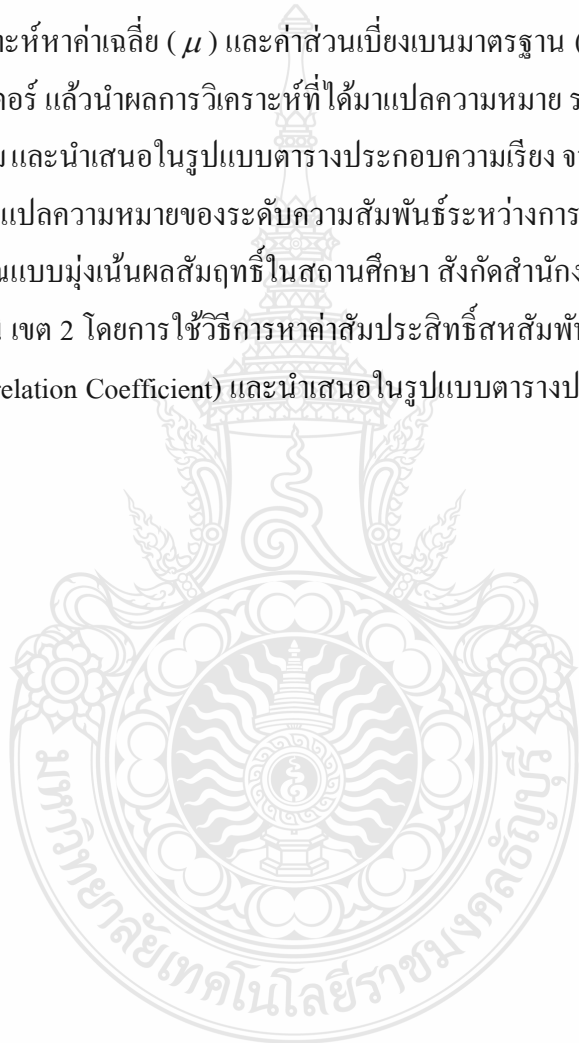 ะห์หาค่าเฉลี่ย ( μ ) และค่าส่วนเบี่ยงเบนมาตรฐาน (
คอร์ แล้วนำผลการวิเคราะห์ที่ได้มาแปลความหมาย
และนำเสนอในรูปแบบตารางประกอบความเรียง
แปลความหมายของระดับความสัมพันธ์ระหว่างการ
แบบมุ่งเน้นผลสัมฤทธิ์ในสถานศึกษา สังกัดสำนักง
เขต 2 โดยการใช้วิธีการหาค่าสัมประสิทธิ์สหสัมพัน
relation Coefficient) และนำเสนอในรูปแบบตารางป
มหาวิทยาลัยเทคโนโลยีราชมงคลธัญบุรี